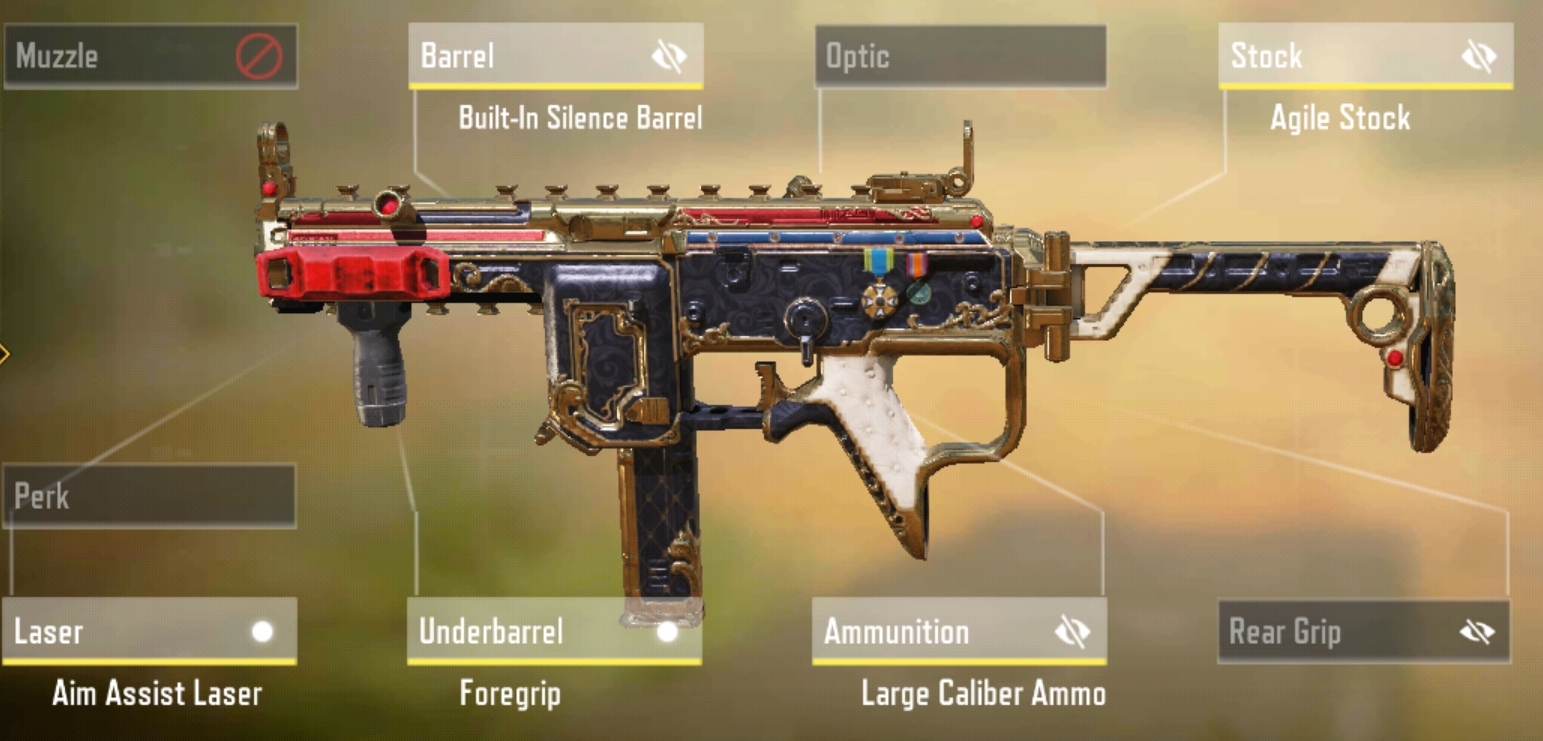 Muzzle
Barrel
Optic
Stock
Built-In Silence Barrel
Agile Stock
Perk
Laser
Underbarrel
Ammunition
Rear Grip
Aim Assist Laser
Foregrip
Large Caliber Ammo